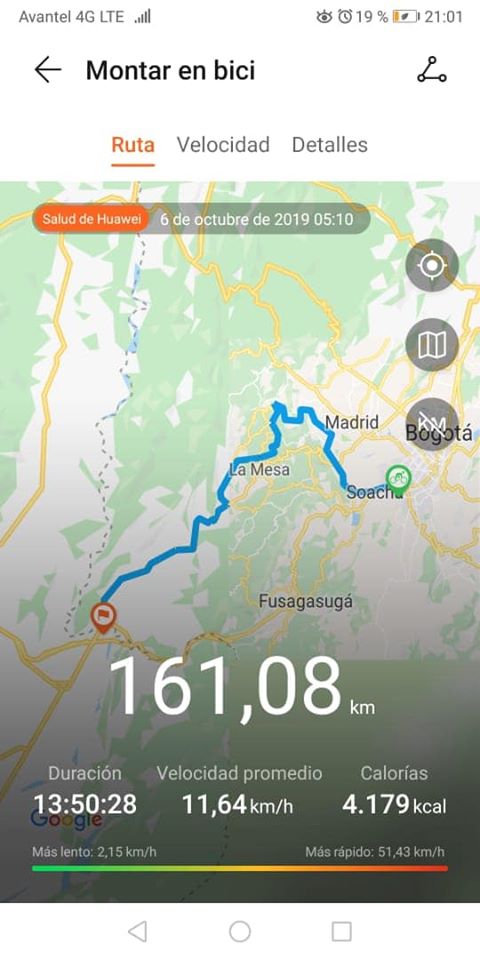 Avantel 4G LTE 19 % 21:01
Montar en bici
Ruta Velocidad Detalles
Salud de Huawei 6 de octubre de 2019 05:10
KM
Madrid
Bogotá
La Mesa
Soacha
Fusagasugá
161,08 km
Duración Velocidad promedio Calorías
13:50:28 11,64 km/h 4.179 kcal
Google
Más lento: 2,15 km/h Más rápido: 51,43 km/h